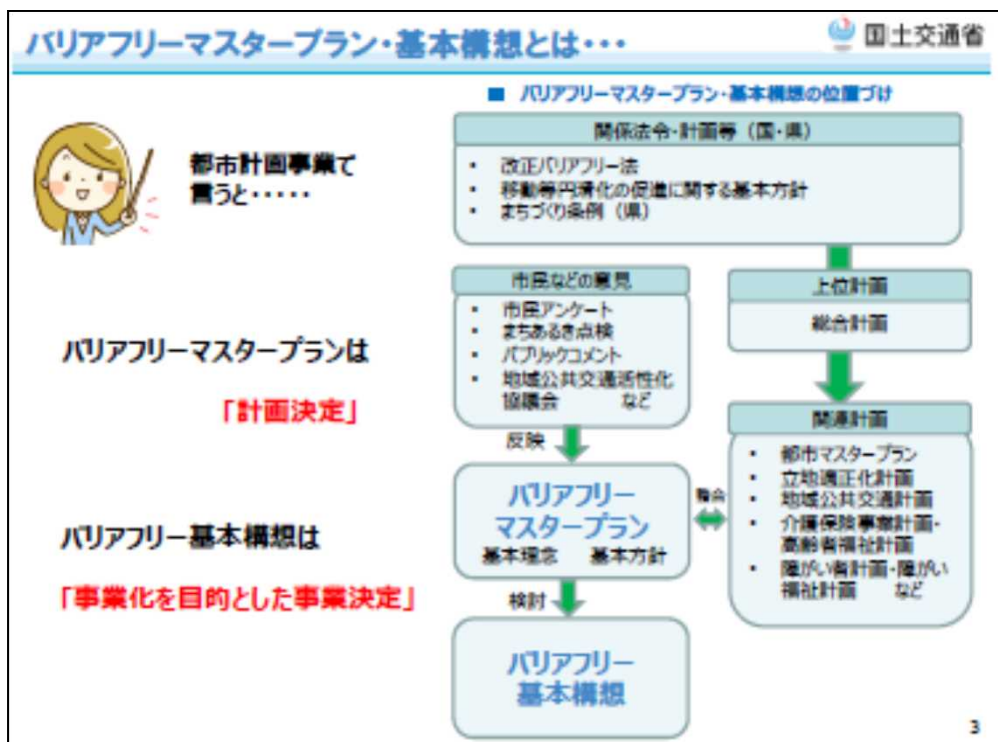 バリアフリーマスタープラン・基本構想とは・・・
国土交通省
都市計画事業で
言うと・・・・・
バリアフリーマスタープランは
「計画決定」
バリアフリー基本構想は
「事業化を目的とした事業決定」
■ バリアフリーマスタープラン・基本構想の位置づけ
関係法令・計画等（国・県）
• 改正バリアフリー法
• 移動等円滑化の促進に関する基本方針
• まちづくり条例（県）
市民などの意見
• 市民アンケート
• まちあるき点検
• パブリックコメント
• 地域公共交通活性化
協議会 など
反映
バリアフリー
マスタープラン
基本理念 基本方針
検討
バリアフリー
基本構想
上位計画
総合計画
関連計画
• 都市マスタープラン
• 立地適正化計画
• 地域公共交通計画
• 介護保険事業計画・
高齢者福祉計画
• 障がい者計画・障がい
福祉計画 など
整合
3